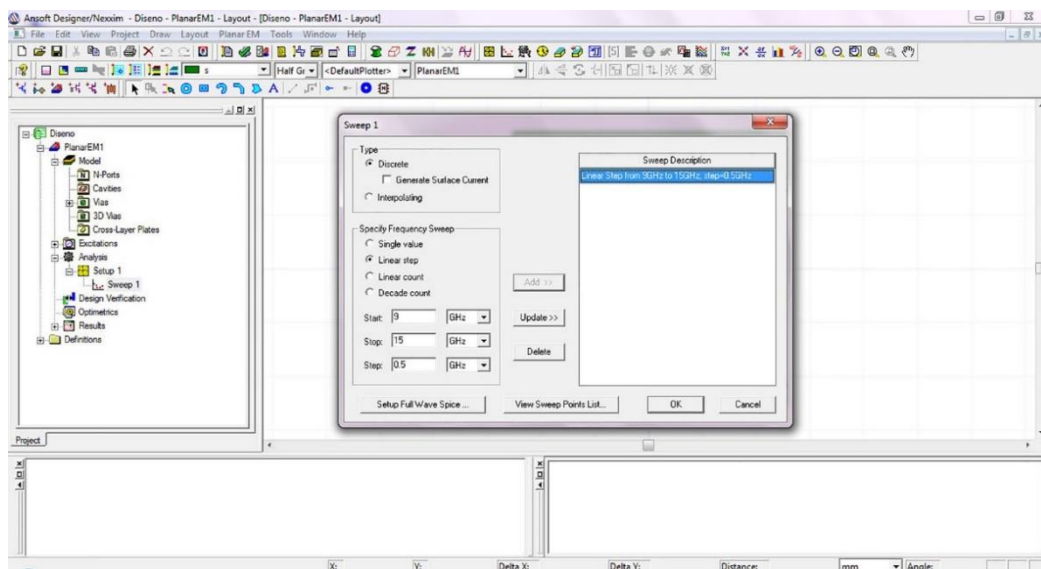 Ansoft Designer/Nexxim - Diseno - PlanarEM1 - Layout - [Diseno - PlanarEM1 - Layout]
File Edit View Project Draw Layout Planar EM Tools Window Help
s Half Gr <DefaultPlotter> PlanarEM1
Diseno
PlanarEM1
Model
N-Ports
Cavities
Vias
3D Vias
Cross-Layer Plates
Excitations
Analysis
Setup 1
Sweep 1
Design Verification
Optimetrics
Results
Definitions
Project
Sweep 1
Type
Discrete
Generate Surface Current
Interpolating
Specify Frequency Sweep
Single value
Linear step
Linear count
Decade count
Start: 9 GHz
Stop: 15 GHz
Step: 0.5 GHz
Add >>
Update >>
Delete
Sweep Description
Linear Step from 9GHz to 15GHz, step=0.5GHz
Setup Full Wave Spice ...
View Sweep Points List...
OK
Cancel
X: Y: Delta X: Delta Y: Distance: mm Angle: